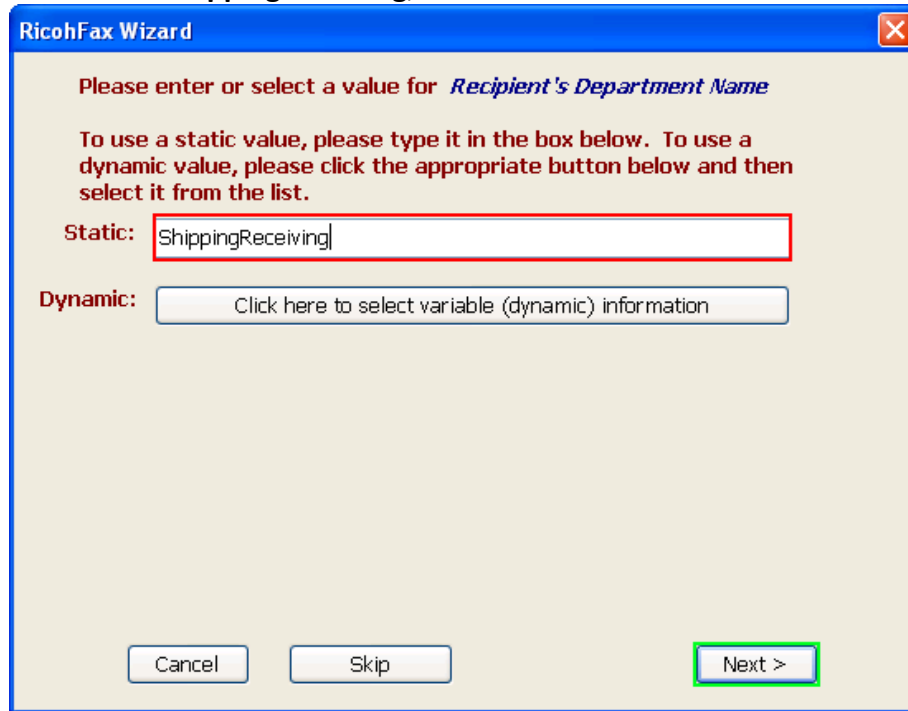 RicohFax Wizard
Please enter or select a value for Recipient's Department Name
To use a static value, please type it in the box below. To use a
dynamic value, please click the appropriate button below and then
select it from the list.
Static: ShippingReceiving
Dynamic: Click here to select variable (dynamic) information
Cancel Skip Next >